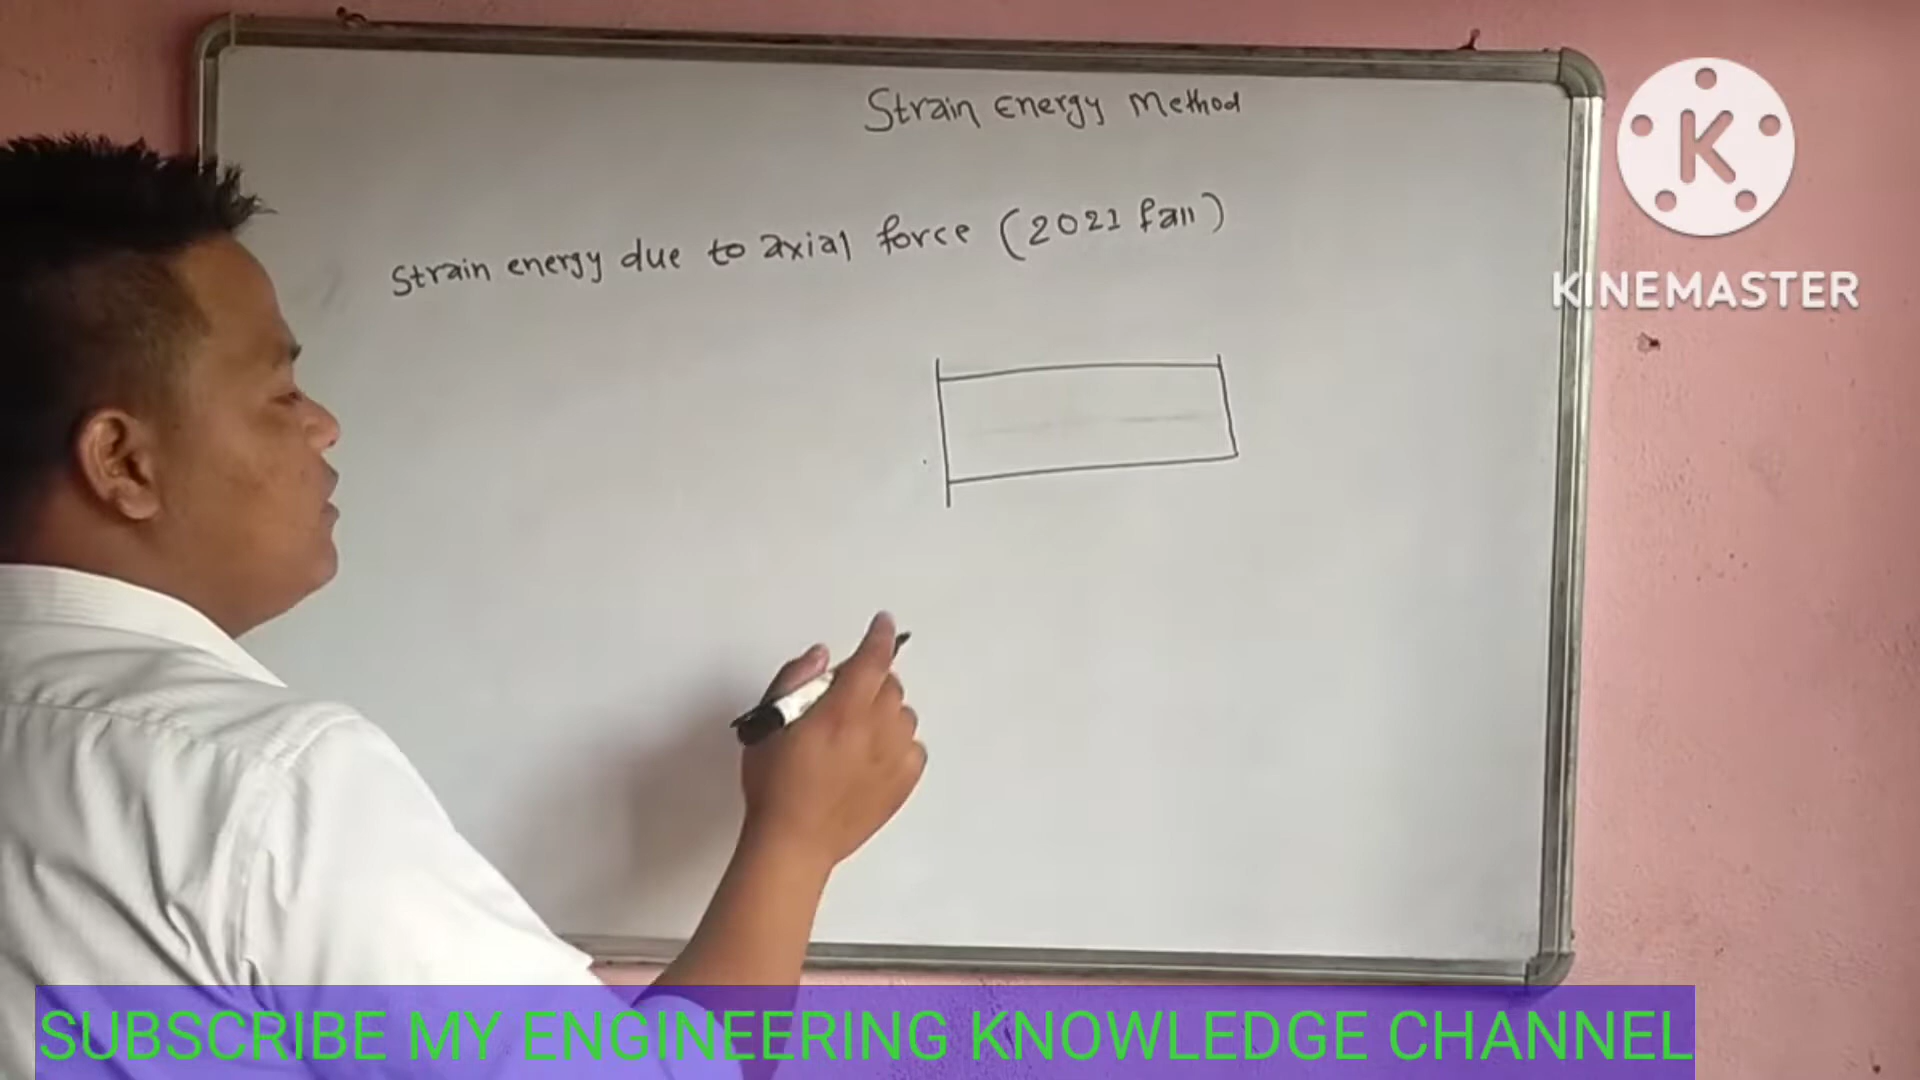 Strain Energy Method
Strain energy due to axial force (2021 fall)
K
KINEMASTER
SUBSCRIBE MY ENGINEERING KNOWLEDGE CHANNEL